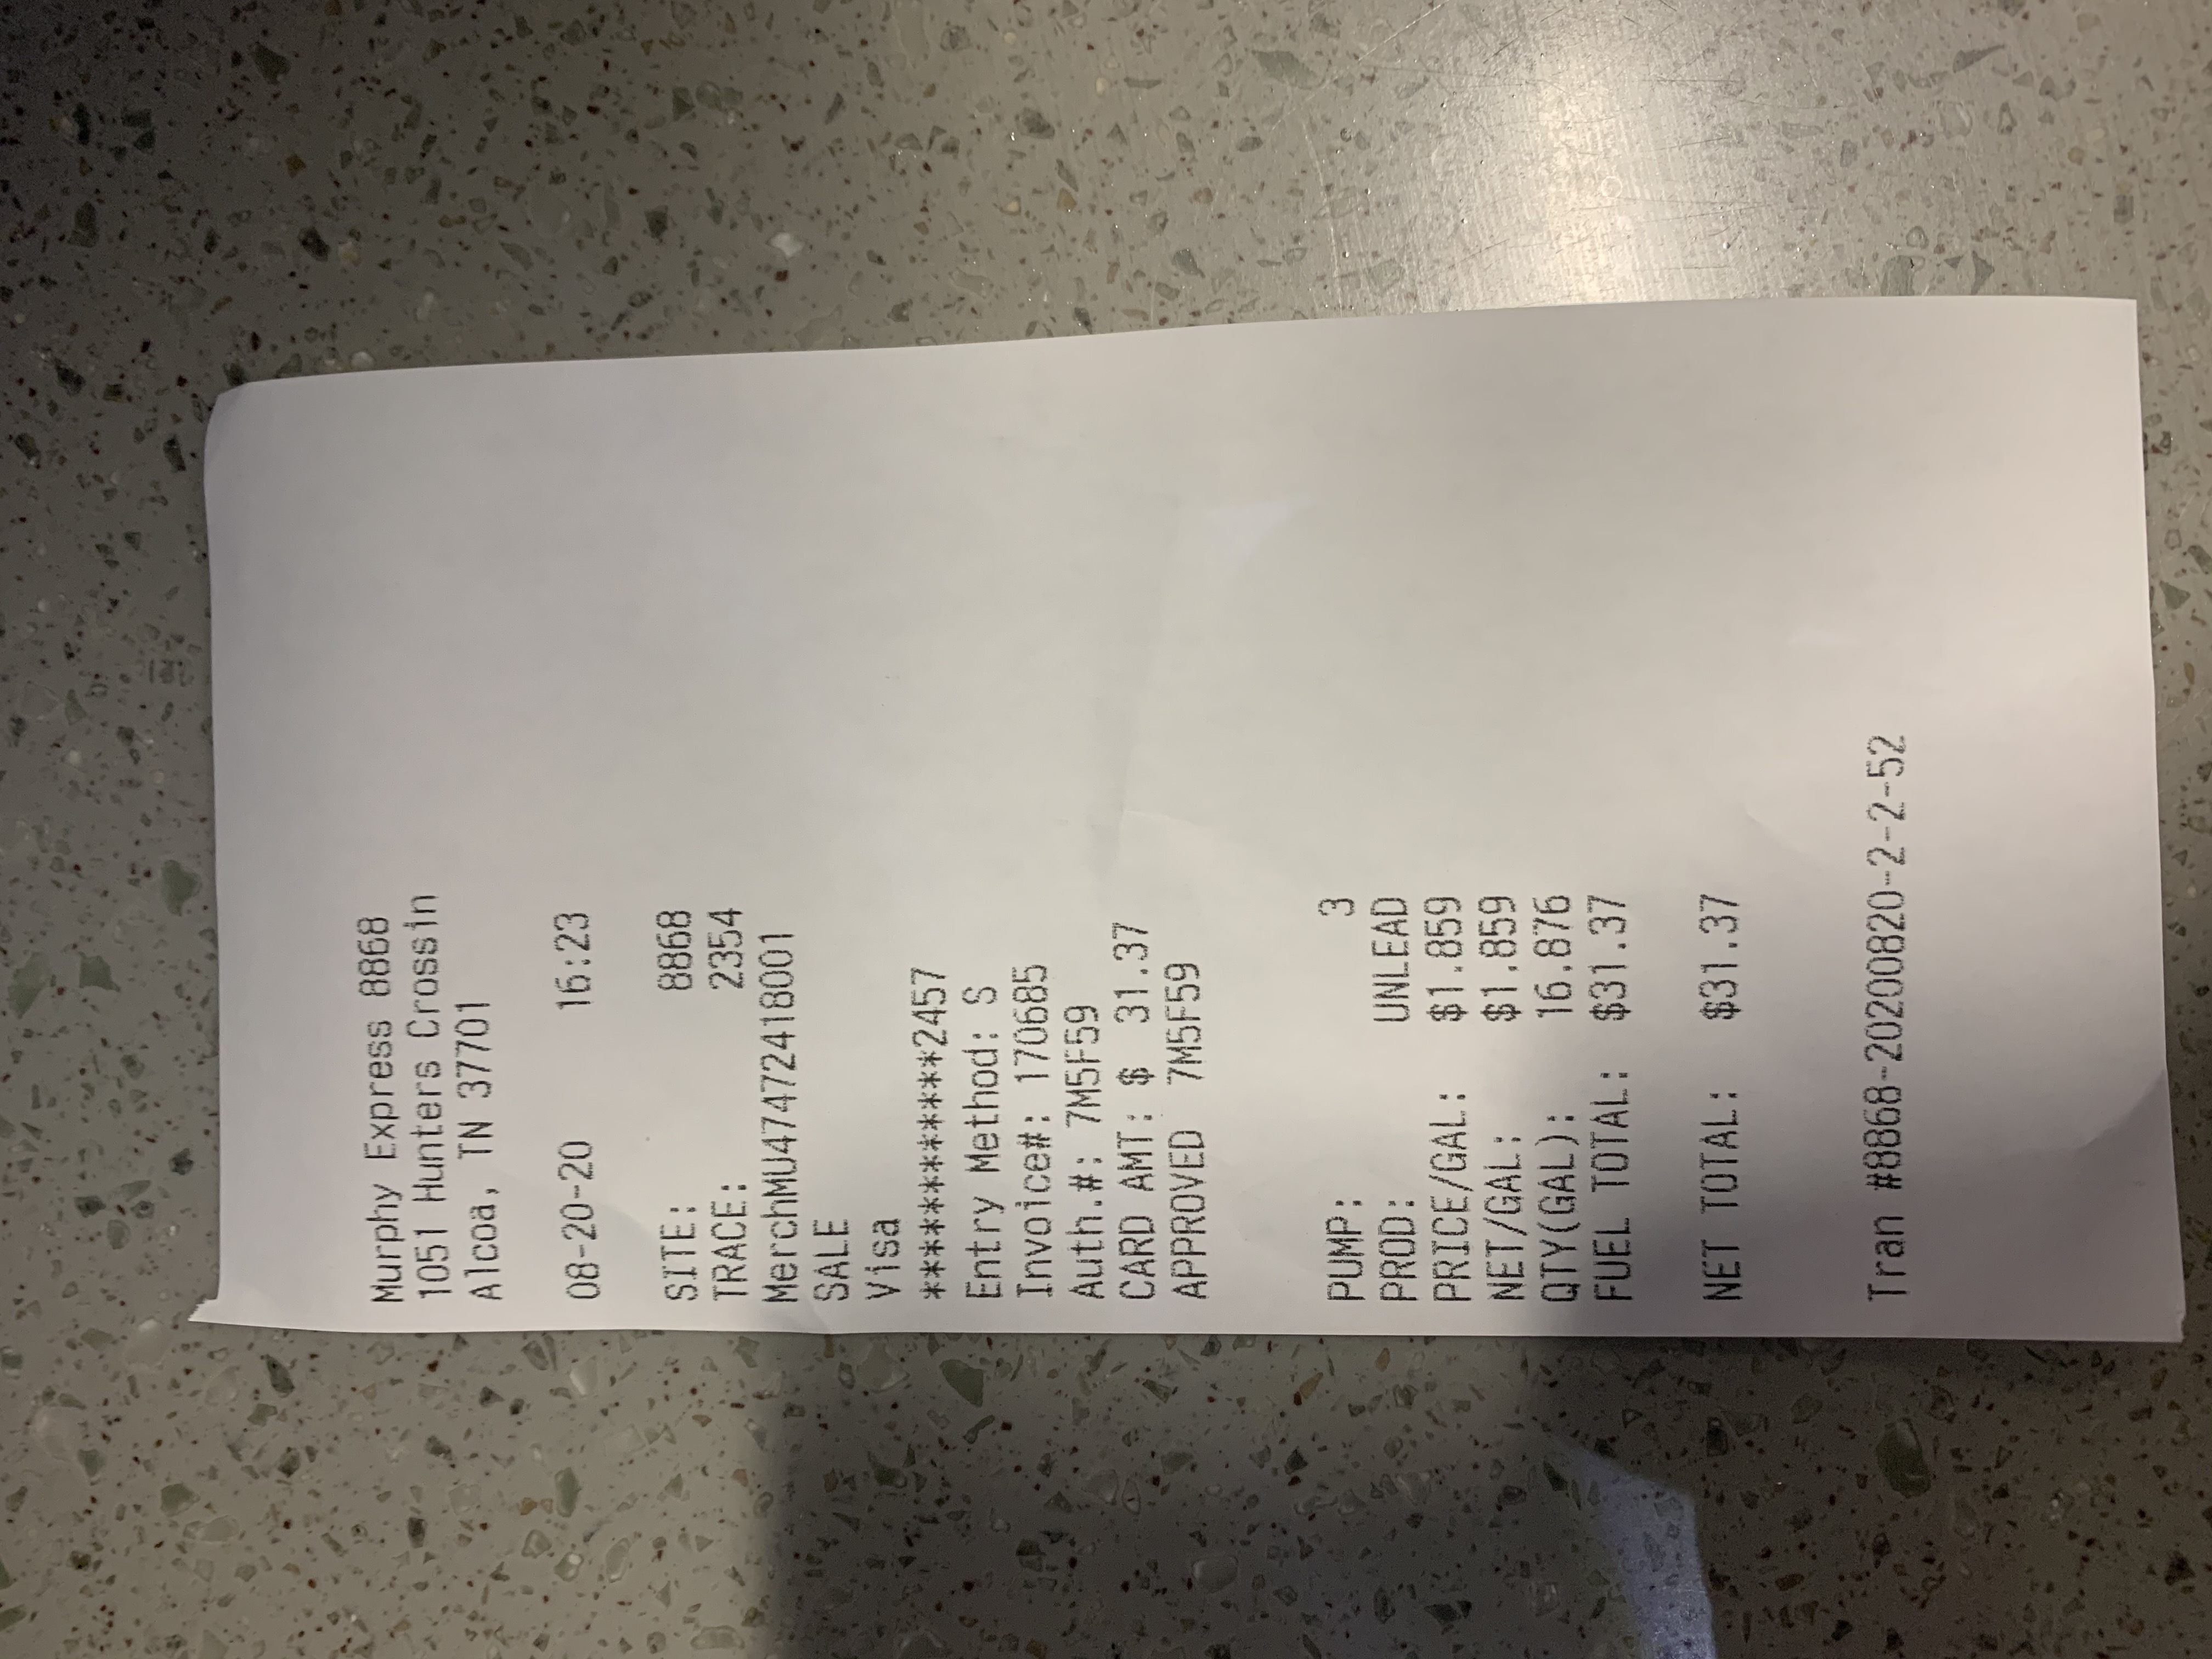 Murphy Express 8868
1051 Hunters Crossin
Alcoa, TN 37701
08-20-20 16:23
SITE: 8868
TRACE: 2354
MerchMU47472418001
SALE
Visa
************2457
Entry Method: S
Invoice#: 170685
Auth.#: 7M5F59
CARD AMT: $ 31.37
APPROVED 7M5F59
PUMP: 3
PROD: UNLEAD
PRICE/GAL: $1.859
NET/GAL: $1.859
QTY(GAL): 16.876
FUEL TOTAL: $31.37
NET TOTAL: $31.37
Tran #8868-20200820-2-2-52